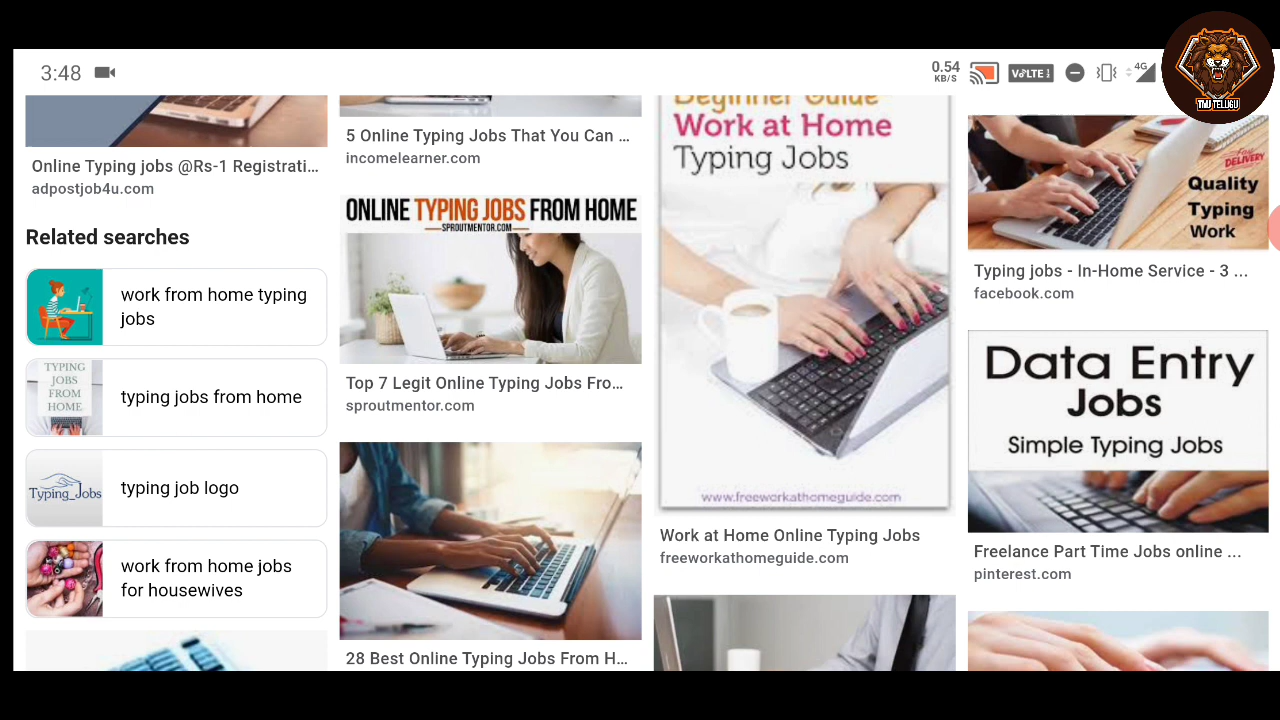 3:48
0.54
KB/S
VoLTE
4G
TMJ TELUGU
Online Typing jobs @Rs-1 Registrati...
adpostjob4u.com
Related searches
work from home typing
jobs
TYPING
JOBS
FROM
HOME
typing jobs from home
Typing_Jobs
typing job logo
work from home jobs
for housewives
5 Online Typing Jobs That You Can ...
incomelearner.com
ONLINE TYPING JOBS FROM HOME
SPROUTMENTOR.COM
Top 7 Legit Online Typing Jobs Fro...
sproutmentor.com
28 Best Online Typing Jobs From H...
Beginner Guide
Work at Home
Typing Jobs
www.freeworkathomeguide.com
Work at Home Online Typing Jobs
freeworkathomeguide.com
Fast
DELIVERY
Quality
Typing
Work
Typing jobs - In-Home Service - 3 ...
facebook.com
Data Entry
Jobs
Simple Typing Jobs
Freelance Part Time Jobs online ...
pinterest.com